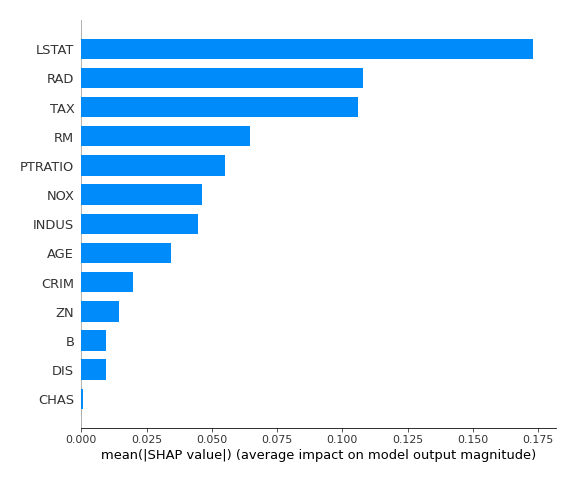 LSTAT
RAD
TAX
RM
PTRATIO
NOX
INDUS
AGE
CRIM
ZN
B
DIS
CHAS
0.000 0.025 0.050 0.075 0.100 0.125 0.150 0.175
mean(|SHAP value|) (average impact on model output magnitude)